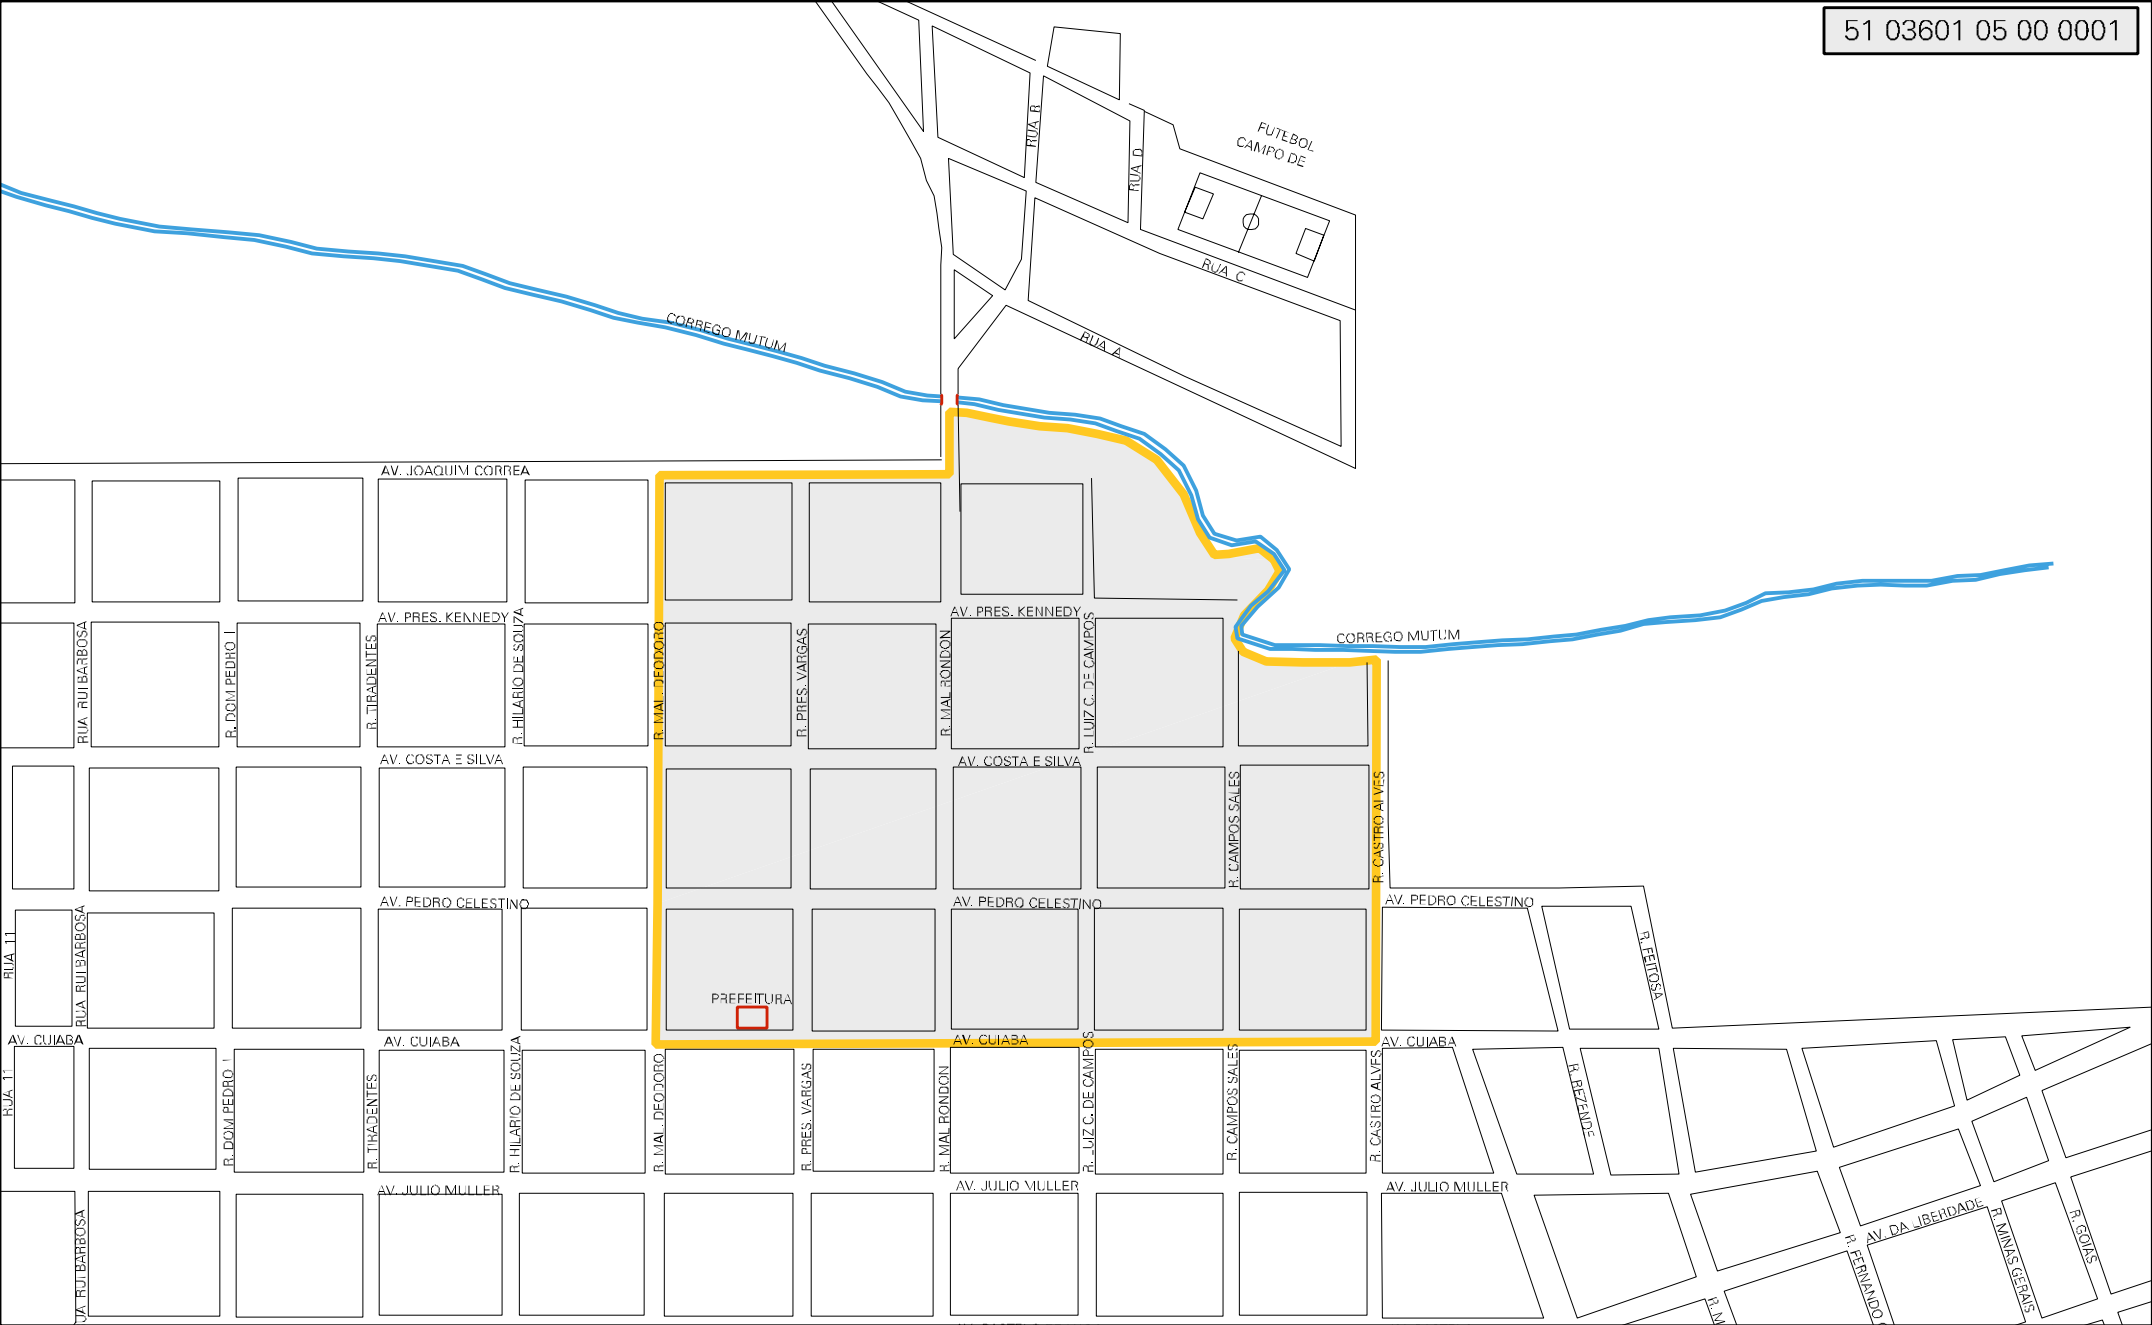 51 03601 05 00 0001
FUTEBOL
CAMPO DE
RUA B
RUA D
RUA C
RUA A
CORREGO MUTUM
AV. JOAQUIM CORREA
AV. PRES. KENNEDY
AV. PRES. KENNEDY
CORREGO MUTUM
RUA RUI BARBOSA
R. DOM PEDRO I
R. TIRADENTES
R. HILARIO DE SOUZA
R. MAL. DEODORO
R. PRES. VARGAS
R. MAL RONDON
R. LUIZ C. DE CAMPOS
AV. COSTA E SILVA
AV. COSTA E SILVA
R. CAMPOS SALES
R. CASTRO ALVES
AV. PEDRO CELESTINO
AV. PEDRO CELESTINO
AV. PEDRO CELESTINO
RUA 11
RUA RUI BARBOSA
R. FEITOSA
PREFEITURA
AV. CUIABA
AV. CUIABA
AV. CUIABA
AV. CUIABA
RUA 11
R. DOM PEDRO I
R. TIRADENTES
R. HILARIO DE SOUZA
R. MAL. DEODORO
R. PRES. VARGAS
R. MAL RONDON
R. LUIZ C. DE CAMPOS
R. CAMPOS SALES
R. CASTRO ALVES
R. REZENDE
AV. JULIO MULLER
AV. JULIO MULLER
AV. JULIO MULLER
UA RUI BARBOSA
AV. DA LIBERDADE
R. FERNANDO
R. MINAS GERAIS
R. GOIAS
R. M